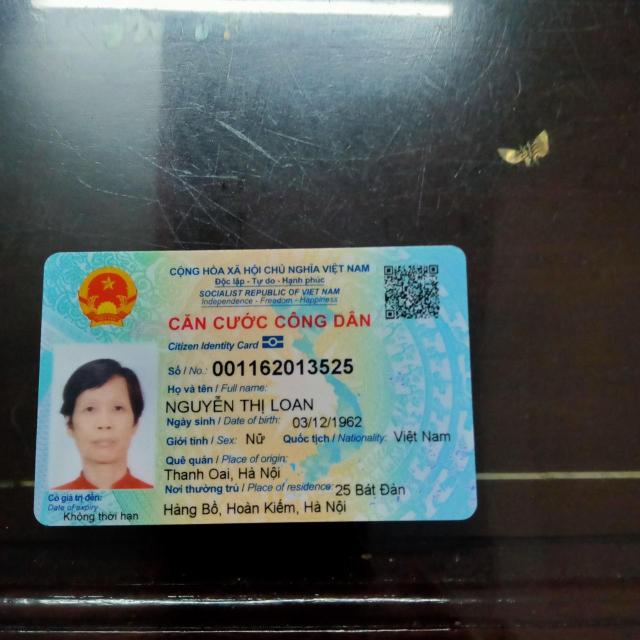 CỘNG HÒA XÃ HỘI CHỦ NGHĨA VIỆT NAM
Độc lập - Tự do - Hạnh phúc
SOCIALIST REPUBLIC OF VIET NAM
Independence - Freedom - Happiness
CĂN CƯỚC CÔNG DÂN
Citizen Identity Card
Số / No.: 001162013525
Họ và tên / Full name:
NGUYỄN THỊ LOAN
Ngày sinh / Date of birth: 03/12/1962
Giới tính / Sex: Nữ Quốc tịch / Nationality: Việt Nam
Quê quán / Place of origin:
Thanh Oai, Hà Nội
Nơi thường trú / Place of residence: 25 Bát Đàn
Hàng Bồ, Hoàn Kiếm, Hà Nội
Có giá trị đến:
Date of expiry
Không thời hạn